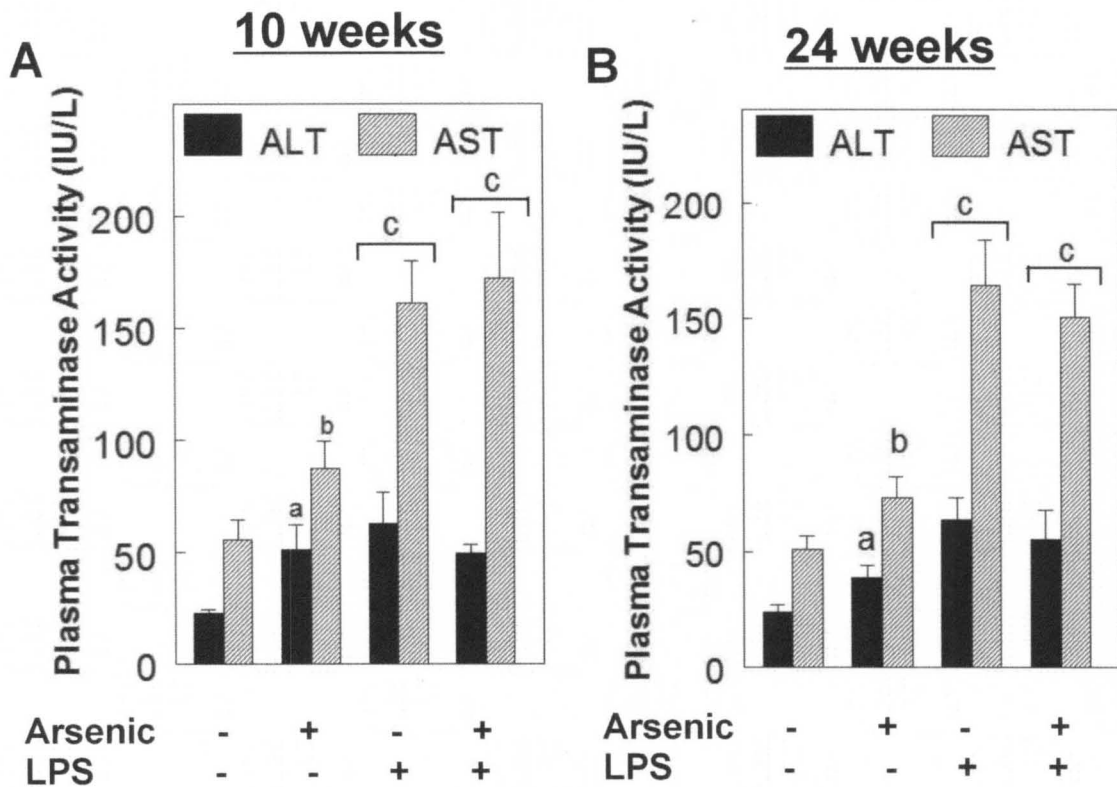 10 weeks
A
Plasma Transaminase Activity (IU/L)
ALT AST
200
150
100
50
0
a
b
c
c
Arsenic - + - +
LPS - - + +
24 weeks
B
Plasma Transaminase Activity (IU/L)
ALT AST
200
150
100
50
0
a
b
c
c
Arsenic - + - +
LPS - - + +